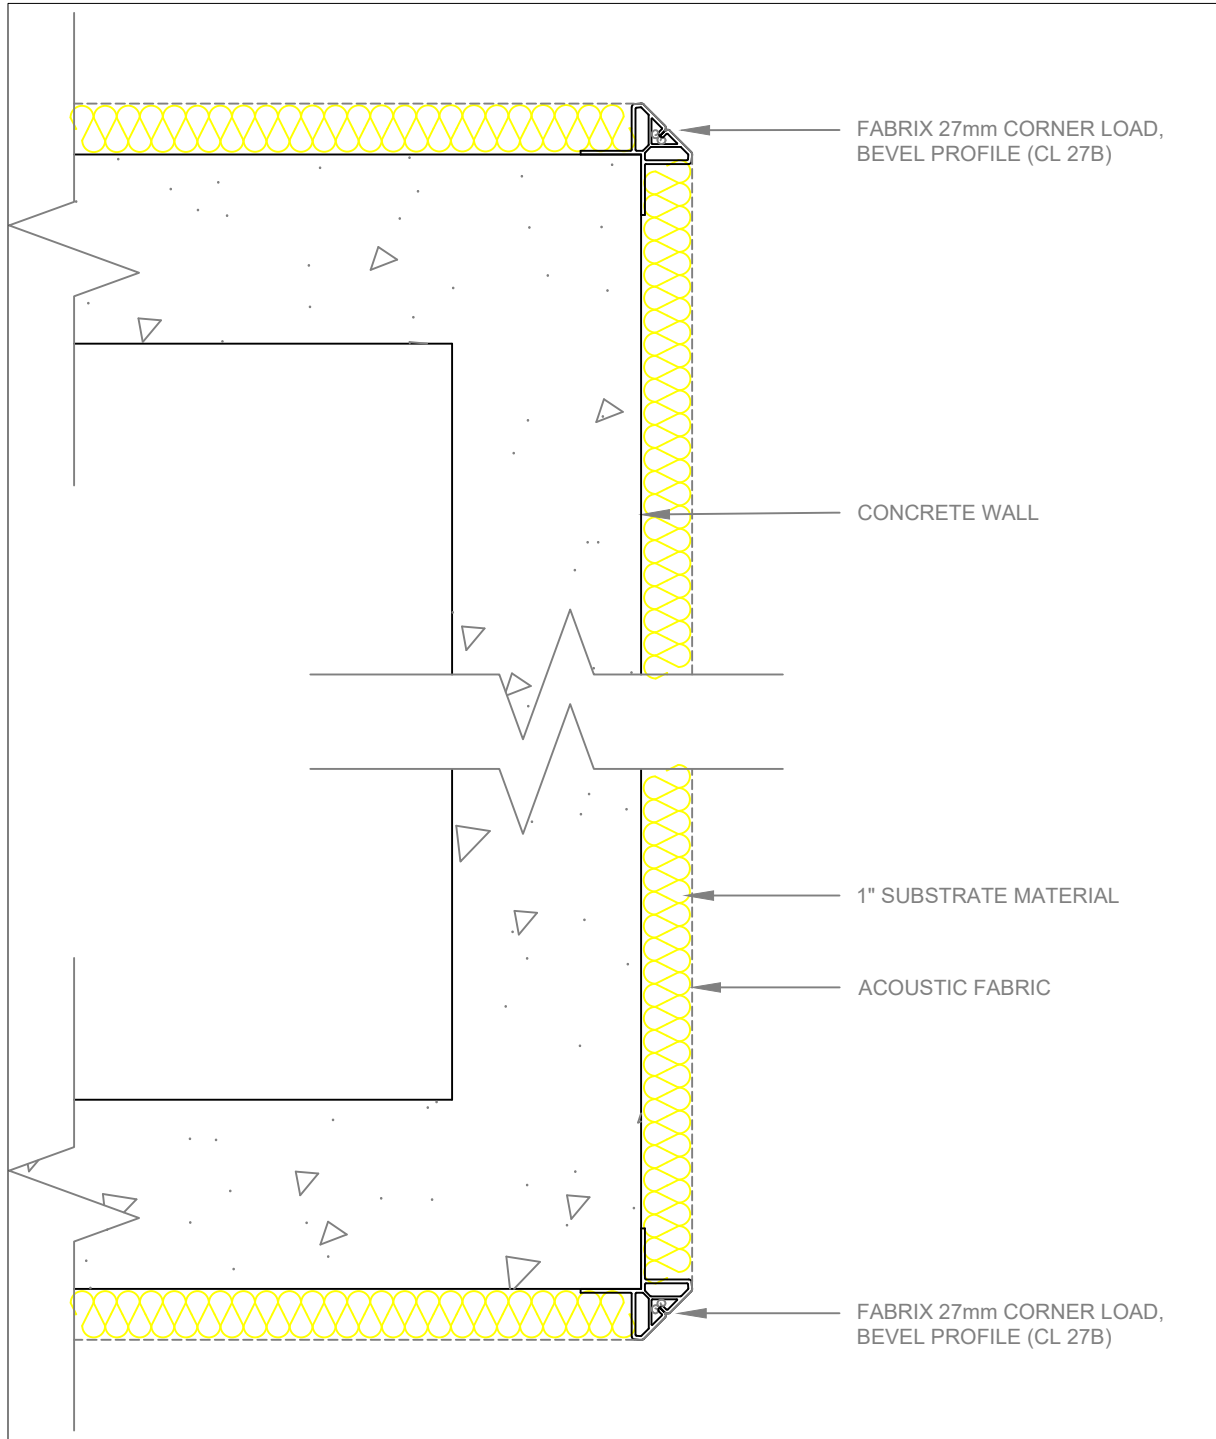 FABRIX 27mm CORNER LOAD,
BEVEL PROFILE (CL 27B)
CONCRETE WALL
1" SUBSTRATE MATERIAL
ACOUSTIC FABRIC
FABRIX 27mm CORNER LOAD,
BEVEL PROFILE (CL 27B)